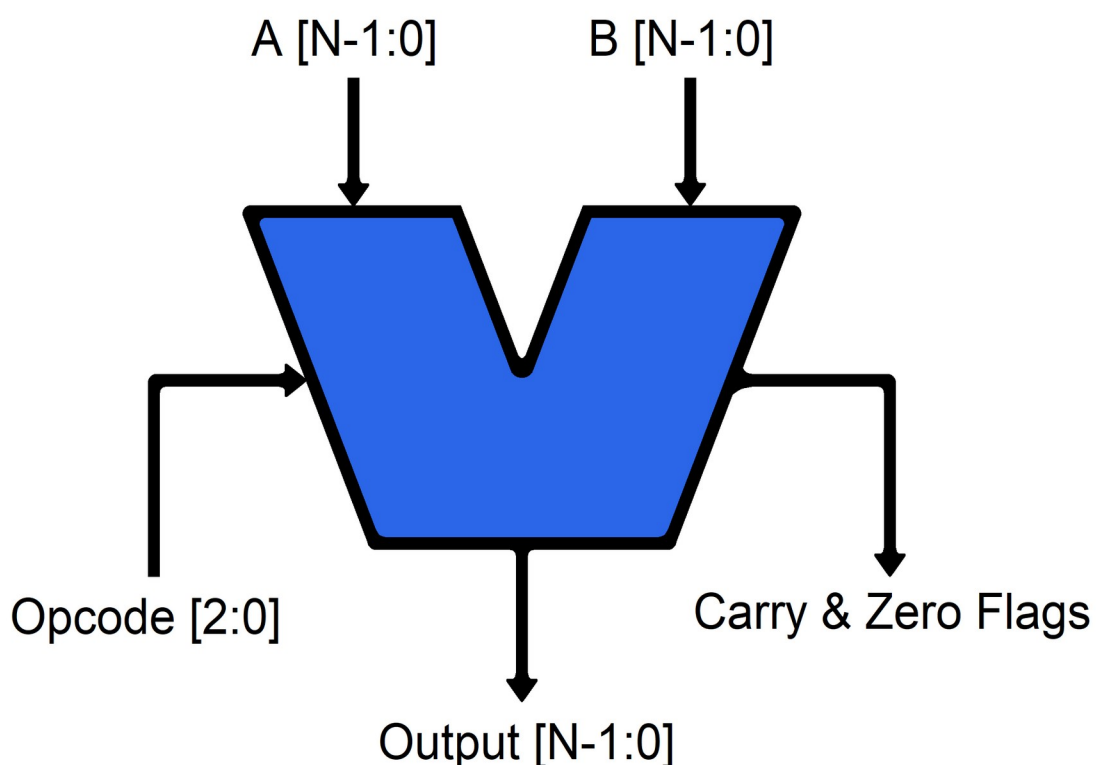 A [N-1:0]
B [N-1:0]
Opcode [2:0]
Carry & Zero Flags
Output [N-1:0]